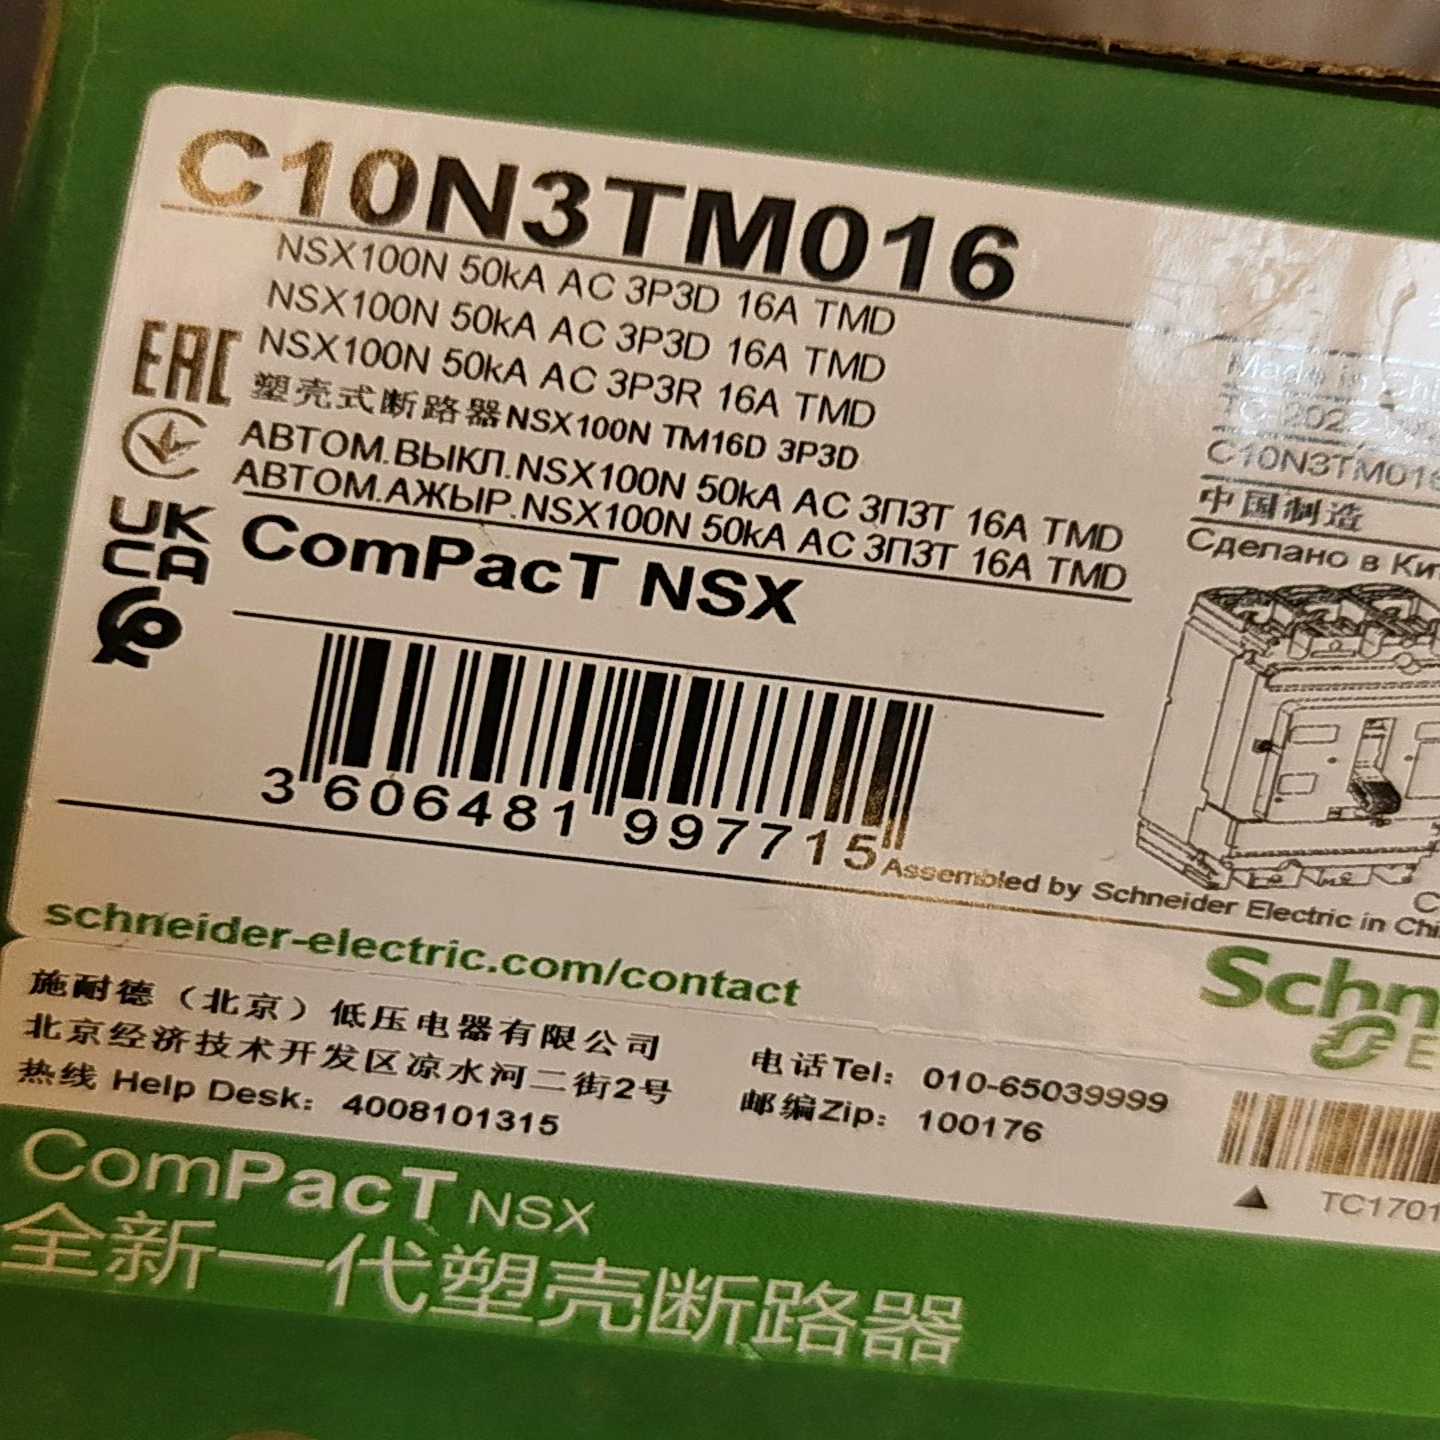 C10N3TM016
NSX100N 50kA AC 3P3D 16A TMD
NSX100N 50kA AC 3P3D 16A TMD
NSX100N 50kA AC 3P3R 16A TMD
塑壳式断路器NSX100N TM16D 3P3D
АВТОМ.ВЫКЛ.NSX100N 50kA AC 3П3Т 16A TMD
АВТОМ.АЖЫР.NSX100N 50kA AC 3П3Т 16A TMD
EAC
UK
CA
ComPacT NSX
3 606481 997715
Made in
C10N3TM016
中国制造
Сделано в
Assembled by Schneider Electric in
schneider-electric.com/contact
施耐德（北京）低压电器有限公司
北京经济技术开发区凉水河二街2号
热线 Help Desk: 4008101315
电话Tel: 010-65039999
邮编Zip: 100176
Schn
E
TC1701
ComPacT NSX
全新一代塑壳断路器